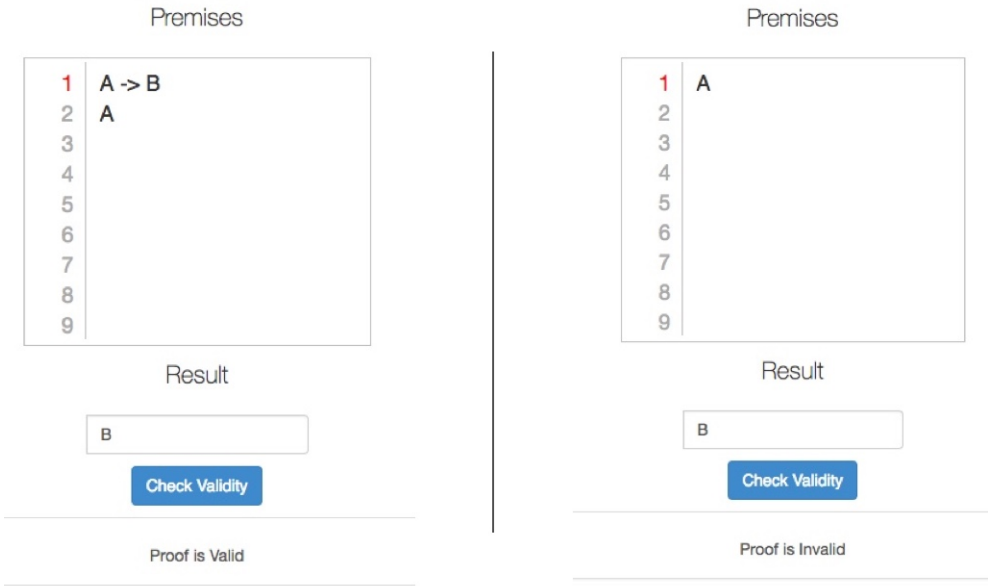 Premises
1 A -> B
2 A
3
4
5
6
7
8
9
Result
B
Check Validity
Proof is Valid
Premises
1 A
2
3
4
5
6
7
8
9
Result
B
Check Validity
Proof is Invalid